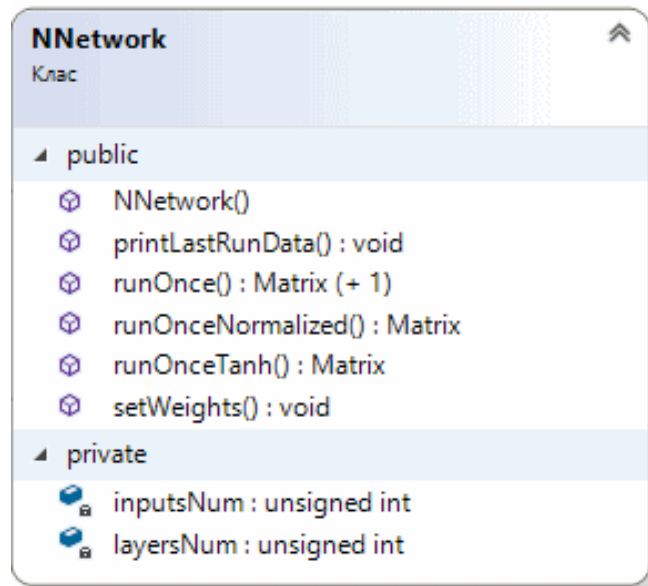 NNetwork
Клас
public
NNetwork()
printLastRunData() : void
runOnce() : Matrix (+ 1)
runOnceNormalized() : Matrix
runOnceTanh() : Matrix
setWeights() : void
private
inputsNum : unsigned int
layersNum : unsigned int